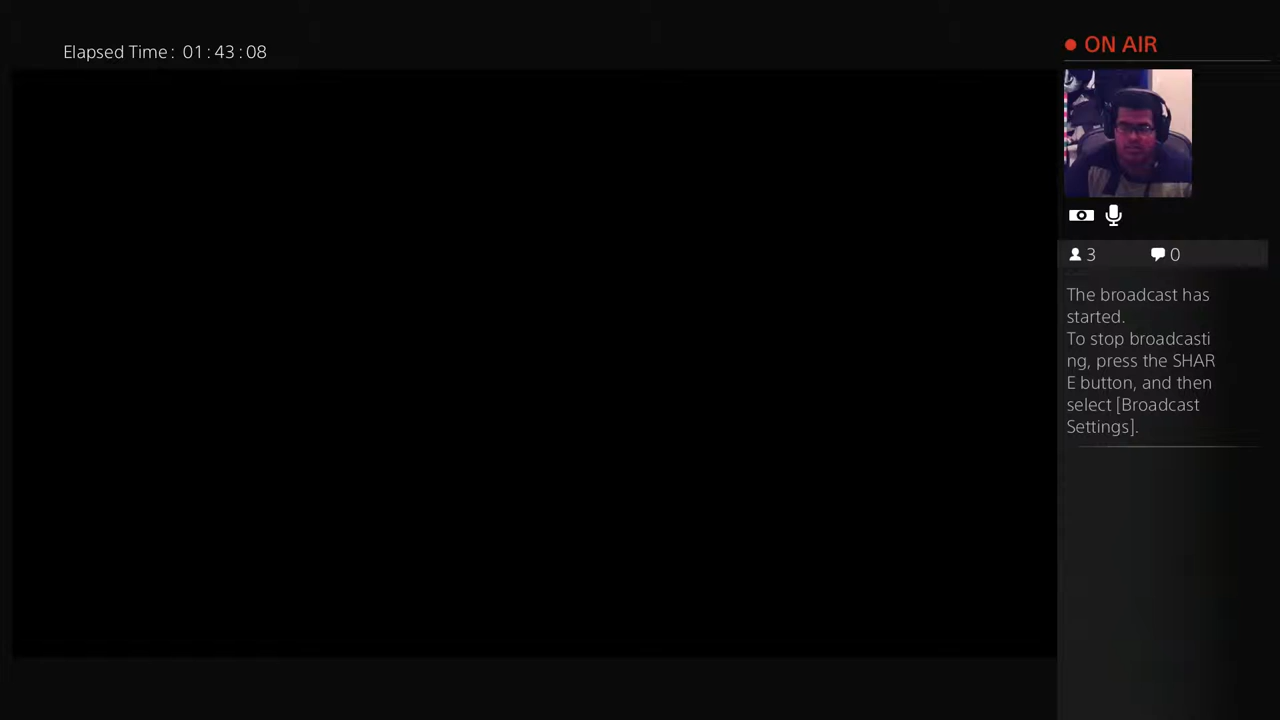 Elapsed Time: 01:43:08
ON AIR
3 0
The broadcast has
started.
To stop broadcasti
ng, press the SHAR
E button, and then
select [Broadcast
Settings].